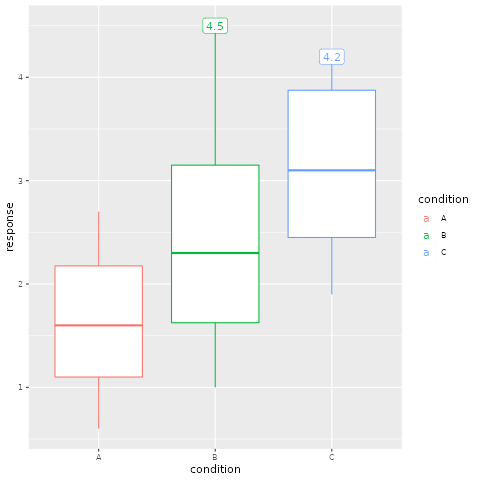 4.5
4.2
4
3
2
1
response
A
B
C
condition
condition
a A
a B
a C